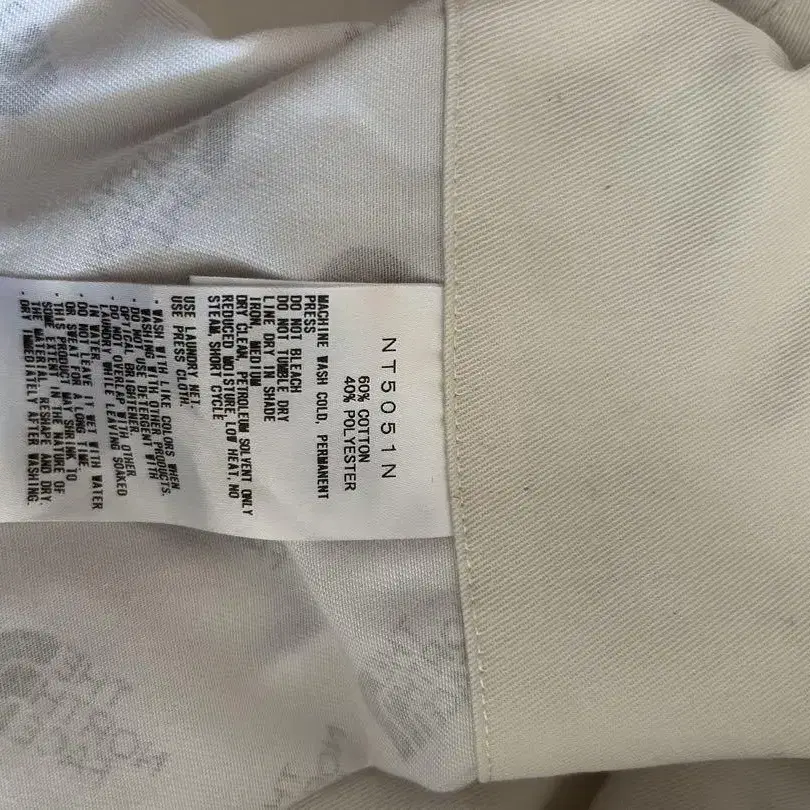 NT5051N
60% COTTON
40% POLYESTER
MACHINE WASH COLD, PERMANENT
PRESS
DO NOT BLEACH
DO NOT TUMBLE DRY
LINE DRY IN SHADE
IRON, MEDIUM
DRY CLEAN, PETROLEUM SOLVENT ONLY
REDUCED MOISTURE, LOW HEAT, NO
STEAM, SHORT CYCLE
USE LAUNDRY NET.
USE PRESS CLOTH.
・WASH WITH LIKE COLORS WHEN
WASHING WITH OTHER PRODUCTS.
・DO NOT USE DETERGENT WITH
OPTICAL BRIGHTENER.
・DO NOT OVERLAP WITH OTHER
LAUNDRY WHILE LEAVING SOAKED
IN WATER.
・DO NOT LEAVE IT WET WITH WATER
OR SWEAT FOR A LONG TIME.
・THIS PRODUCT MAY SHRINK TO
SOME EXTENT IN THE NATURE OF
THE MATERIAL. RESHAPE AND DRY.
・DRY IMMEDIATELY AFTER WASHING.
THE
NORTH
FACE